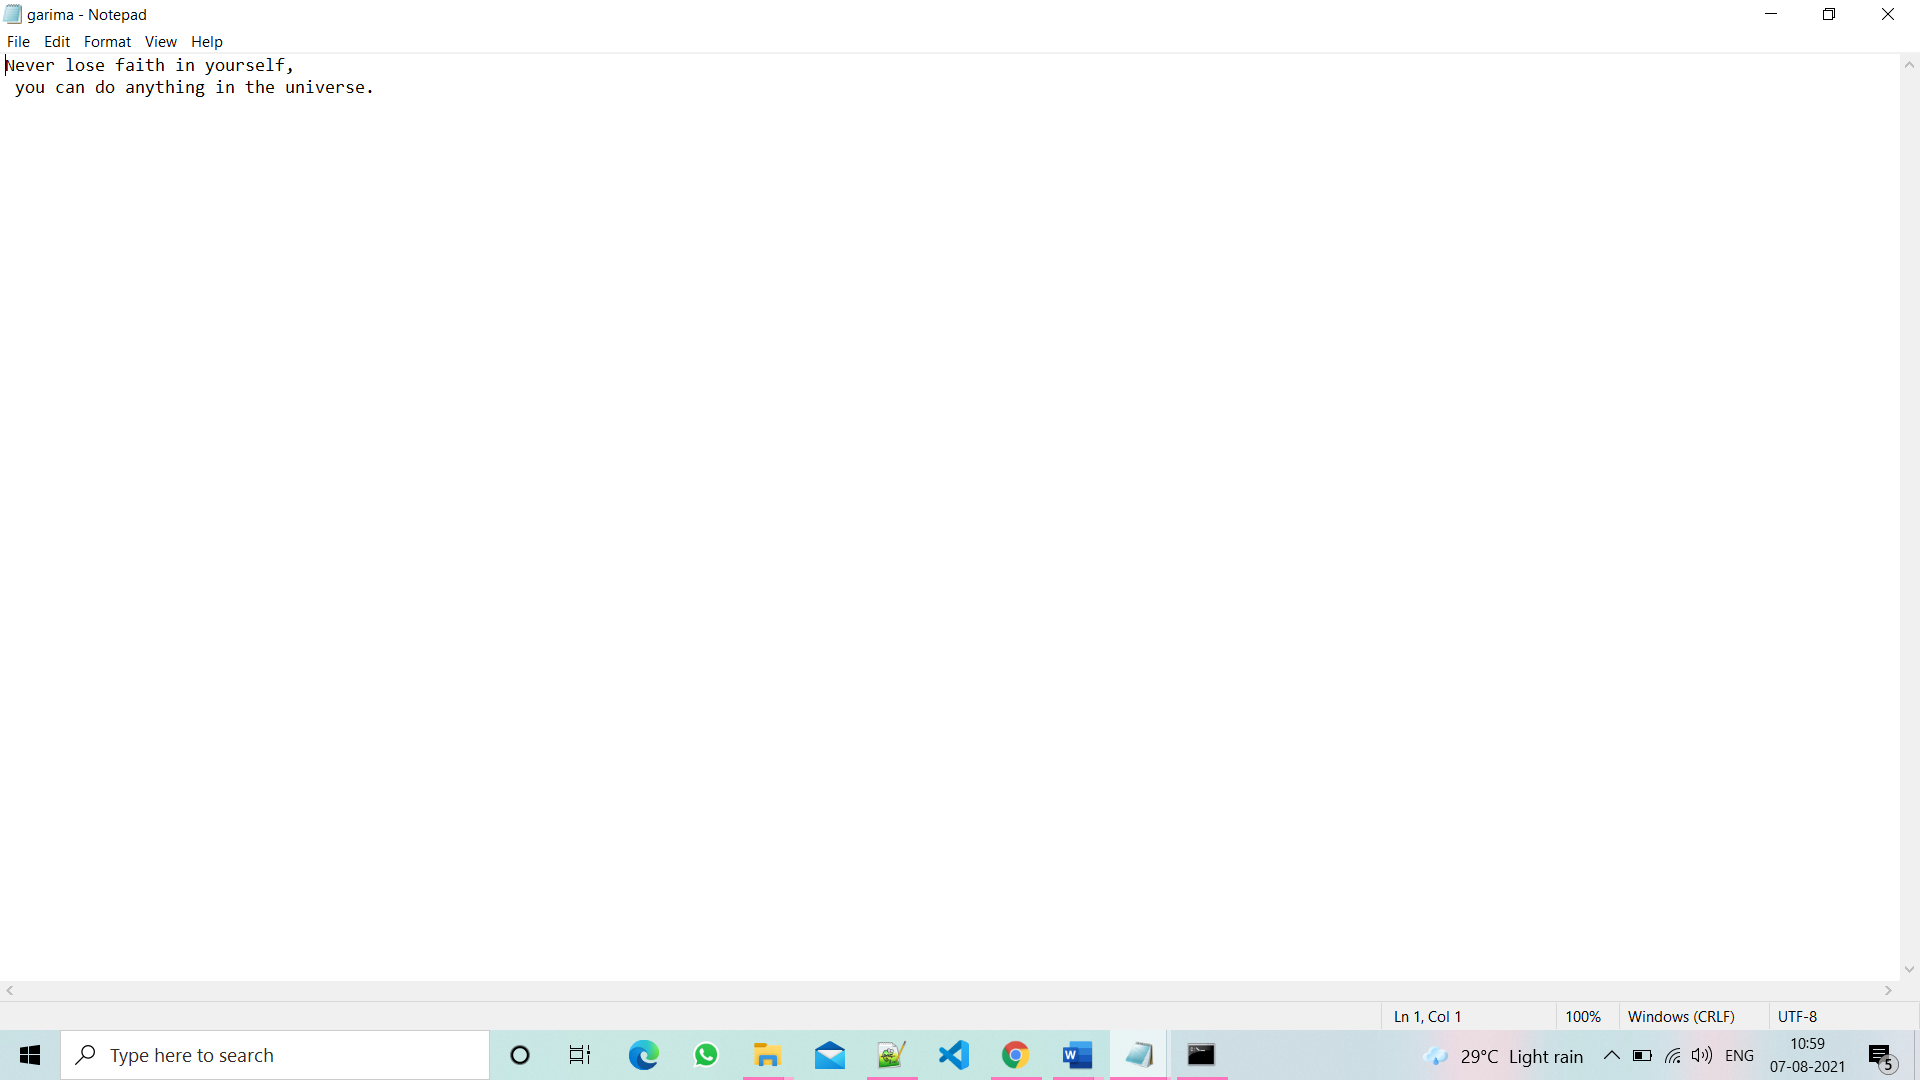 garima - Notepad
File Edit Format View Help
Never lose faith in yourself,
 you can do anything in the universe.
Ln 1, Col 1 100% Windows (CRLF) UTF-8
Type here to search 29°C Light rain ENG 10:59
07-08-2021 5